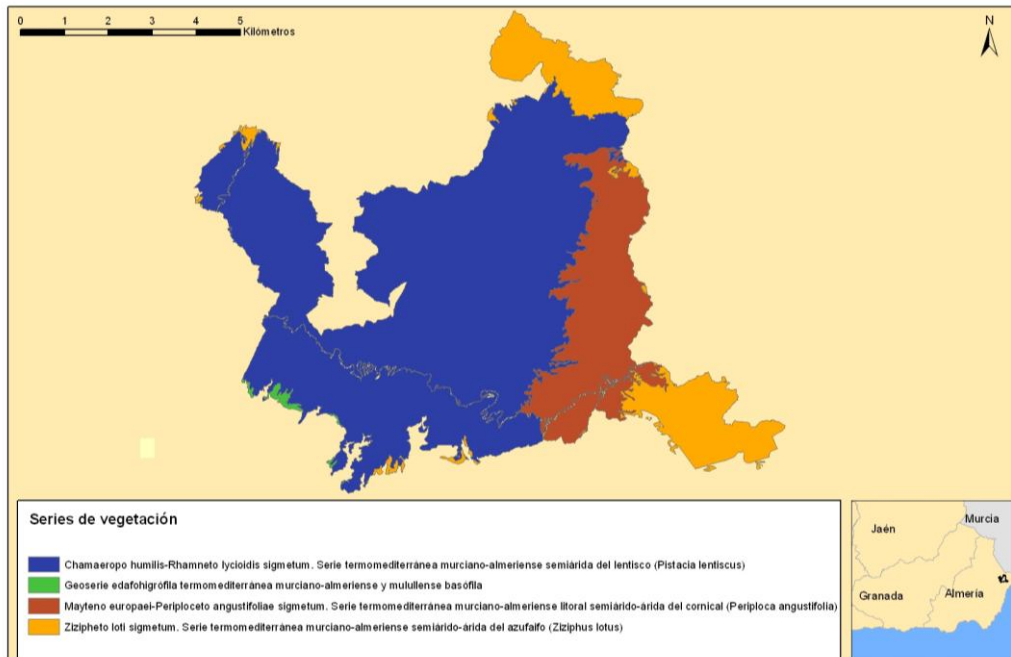 0 1 2 3 4 5
Kilómetros
N
Series de vegetación
Chamaeropo humilis-Rhamneto lycioidis sigmetum. Serie termomediterránea murciano-almeriense semiárida del lentisco (Pistacia lentiscus)
Geoserie edafohigrófila termomediterránea murciano-almeriense y mulullense basófila
Mayteno europaei-Periploceto angustifoliae sigmetum. Serie termomediterránea murciano-almeriense litoral semiárido-árida del cornical (Periploca angustifolia)
Zizipheto loti sigmetum. Serie termomediterránea murciano-almeriense semiárido-árida del azufaifo (Ziziphus lotus)
Jaén
Murcia
Granada
Almería